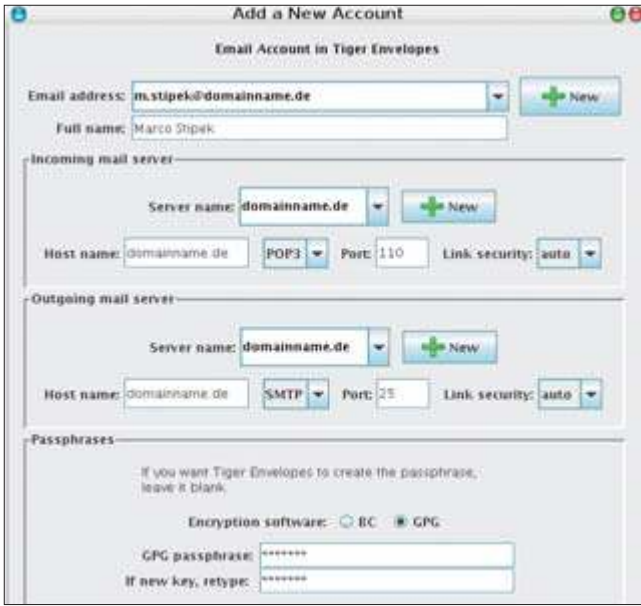 Add a New Account
Email Account in Tiger Envelopes
Email address: m.stipek@domainname.de New
Full name: Marco Stipek
Incoming mail server
Server name: domainname.de New
Host name: domainname.de POP3 Port: 110 Link security: auto
Outgoing mail server
Server name: domainname.de New
Host name: domainname.de SMTP Port: 25 Link security: auto
Passphrases
If you want Tiger Envelopes to create the passphrase,
leave it blank.
Encryption software: BC GPG
GPG passphrase: *******
If new key, retype: *******